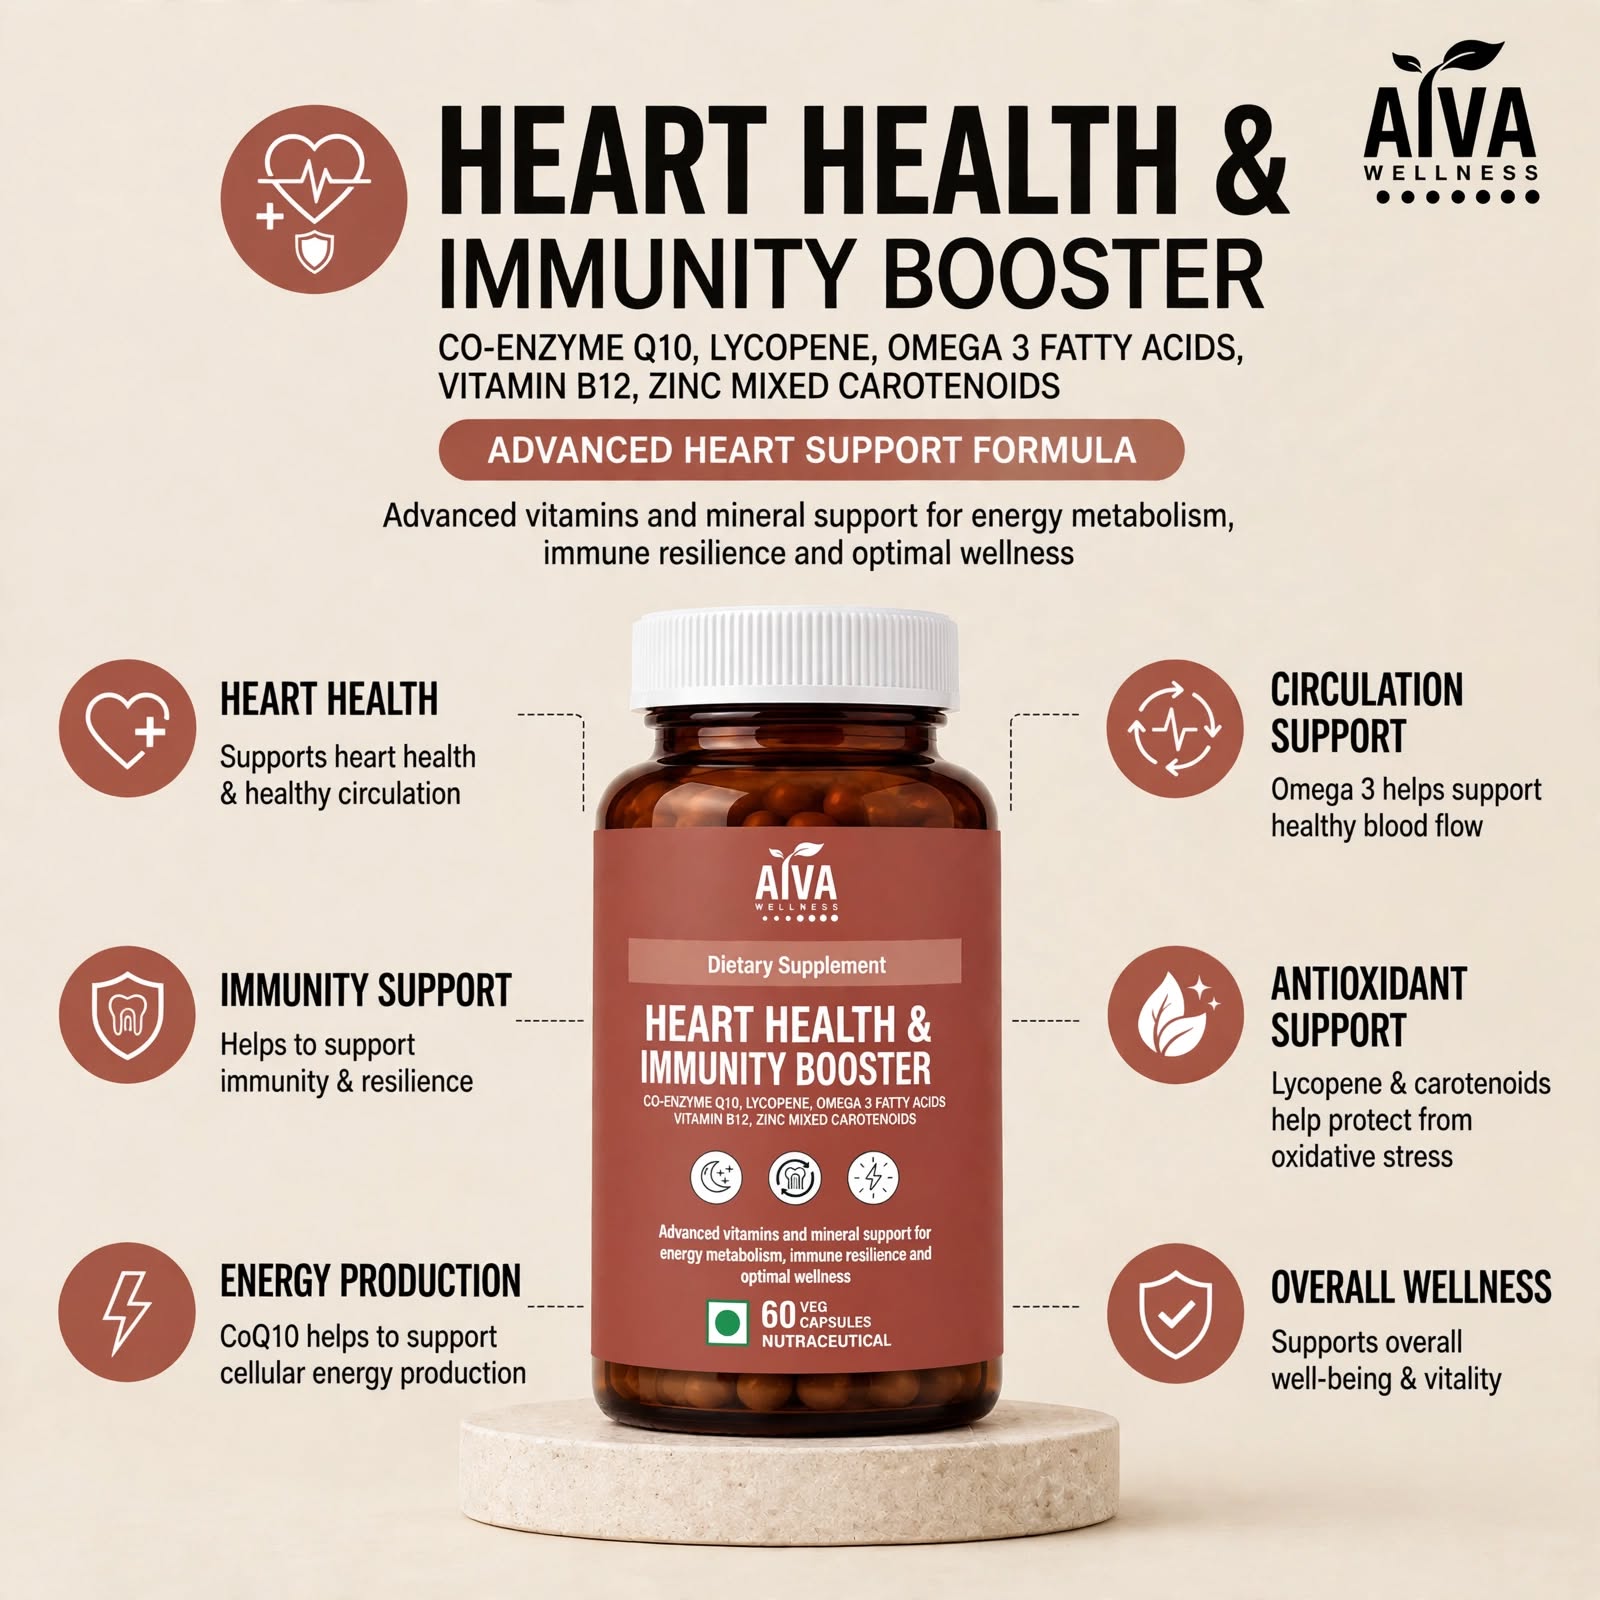 AIVA
WELLNESS
HEART HEALTH &
IMMUNITY BOOSTER
CO-ENZYME Q10, LYCOPENE, OMEGA 3 FATTY ACIDS,
VITAMIN B12, ZINC MIXED CAROTENOIDS
ADVANCED HEART SUPPORT FORMULA
Advanced vitamins and mineral support for energy metabolism,
immune resilience and optimal wellness
HEART HEALTH
Supports heart health
& healthy circulation
IMMUNITY SUPPORT
Helps to support
immunity & resilience
ENERGY PRODUCTION
CoQ10 helps to support
cellular energy production
AIVA
WELLNESS
Dietary Supplement
HEART HEALTH &
IMMUNITY BOOSTER
CO-ENZYME Q10, LYCOPENE, OMEGA 3 FATTY ACIDS
VITAMIN B12, ZINC MIXED CAROTENOIDS
Advanced vitamins and mineral support for
energy metabolism, immune resilience and
optimal wellness
60 VEG
CAPSULES
NUTRACEUTICAL
CIRCULATION
SUPPORT
Omega 3 helps support
healthy blood flow
ANTIOXIDANT
SUPPORT
Lycopene & carotenoids
help protect from
oxidative stress
OVERALL WELLNESS
Supports overall
well-being & vitality